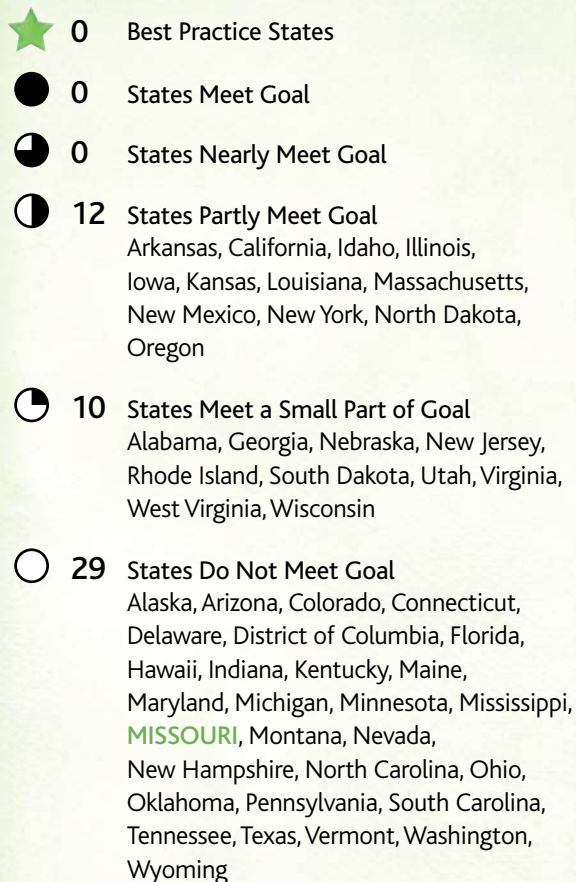 0 Best Practice States
0 States Meet Goal
0 States Nearly Meet Goal
12 States Partly Meet Goal
Arkansas, California, Idaho, Illinois,
Iowa, Kansas, Louisiana, Massachusetts,
New Mexico, New York, North Dakota,
Oregon
10 States Meet a Small Part of Goal
Alabama, Georgia, Nebraska, New Jersey,
Rhode Island, South Dakota, Utah, Virginia,
West Virginia, Wisconsin
29 States Do Not Meet Goal
Alaska, Arizona, Colorado, Connecticut,
Delaware, District of Columbia, Florida,
Hawaii, Indiana, Kentucky, Maine,
Maryland, Michigan, Minnesota, Mississippi,
MISSOURI, Montana, Nevada,
New Hampshire, North Carolina, Ohio,
Oklahoma, Pennsylvania, South Carolina,
Tennessee, Texas, Vermont, Washington,
Wyoming